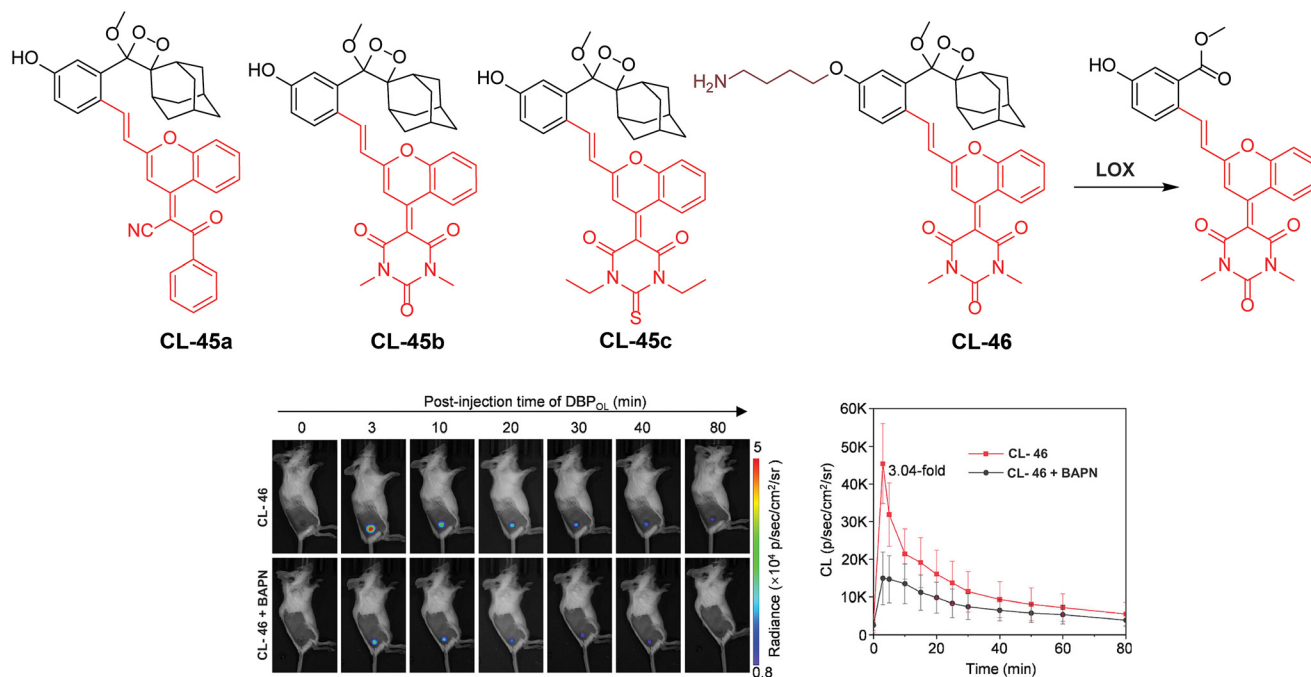 HO
O
O
O
O
NC
O
CL-45a
HO
O
O
O
O
O
O
N
N
O
CL-45b
HO
O
O
O
O
O
O
N
N
S
CL-45c
H2N
O
O
O
O
O
O
O
N
N
O
CL-46
LOX
HO
O
O
O
O
O
N
N
O
Post-injection time of DBPOL (min)
0 3 10 20 30 40 80
CL- 46
CL- 46 + BAPN
5
Radiance (×10⁴ p/sec/cm²/sr)
0.8
60K
50K
40K
30K
20K
10K
0
CL (p/sec/cm²/sr)
3.04-fold
CL- 46
CL- 46 + BAPN
0 20 40 60 80
Time (min)